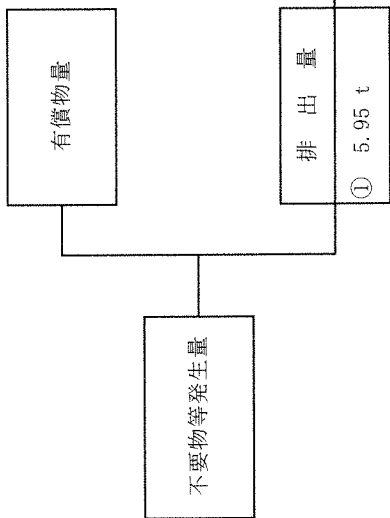 不要物等発生量
有償物量
排出量
① 5.95 t